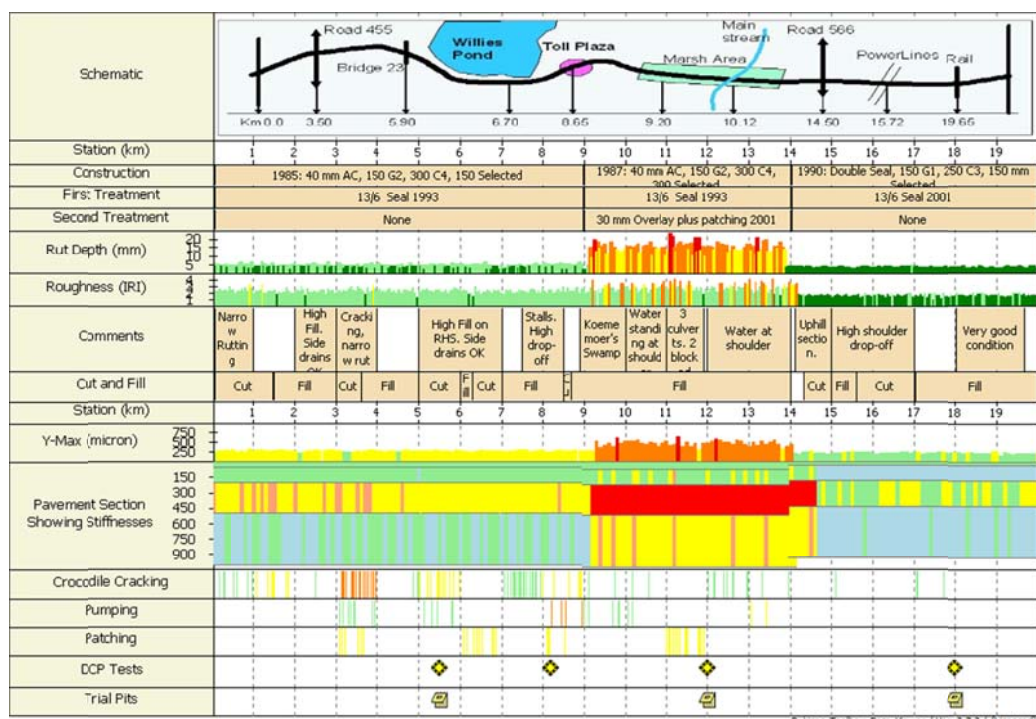 Schematic
Road 455
Willies
Pond
Bridge 23
Toll Plaza
Main
stream
Marsh Area
Road 566
PowerLines
Rail
Km 0.0 3.50 5.90 6.70 8.65 9.20 10.12 14.50 15.72 19.65
Station (km) 1 2 3 4 5 6 7 8 9 10 11 12 13 14 15 16 17 18 19
Construction
1985: 40 mm AC, 150 G2, 300 C4, 150 Selected
1987: 40 mm AC, 150 G2, 300 C4,
300 Selected
1990: Double Seal, 150 G1, 250 C3, 150 mm
Selected
First Treatment 13/6 Seal 1993 13/6 Seal 1993 13/6 Seal 2001
Second Treatment None 30 mm Overlay plus patching 2001 None
Rut Depth (mm)
20
15
10
5
Roughness (IRI)
4
Comments
Narro
w
Ruttin
g
High
Fill.
Side
drains
OK
Cracki
ng,
narro
w rut
High Fill on
RHS. Side
drains OK
Stalls.
High
drop-
off
Koeme
moer's
Swamp
Water
standi
ng at
should
3
culver
ts. 2
block
Water at
shoulder
Uphill
sectio
n.
High shoulder
drop-off
Very good
condition
Cut and Fill Cut Fill Cut Fill Cut Fill Cut Fill Fill Cut Fill Cut Fill
Station (km) 1 2 3 4 5 6 7 8 9 10 11 12 13 14 15 16 17 18 19
Y-Max (micron)
750
500
250
Pavement Section
Showing Stiffnesses
150
300
450
600
750
900
Crocodile Cracking
Pumping
Patching
DCP Tests
Trial Pits